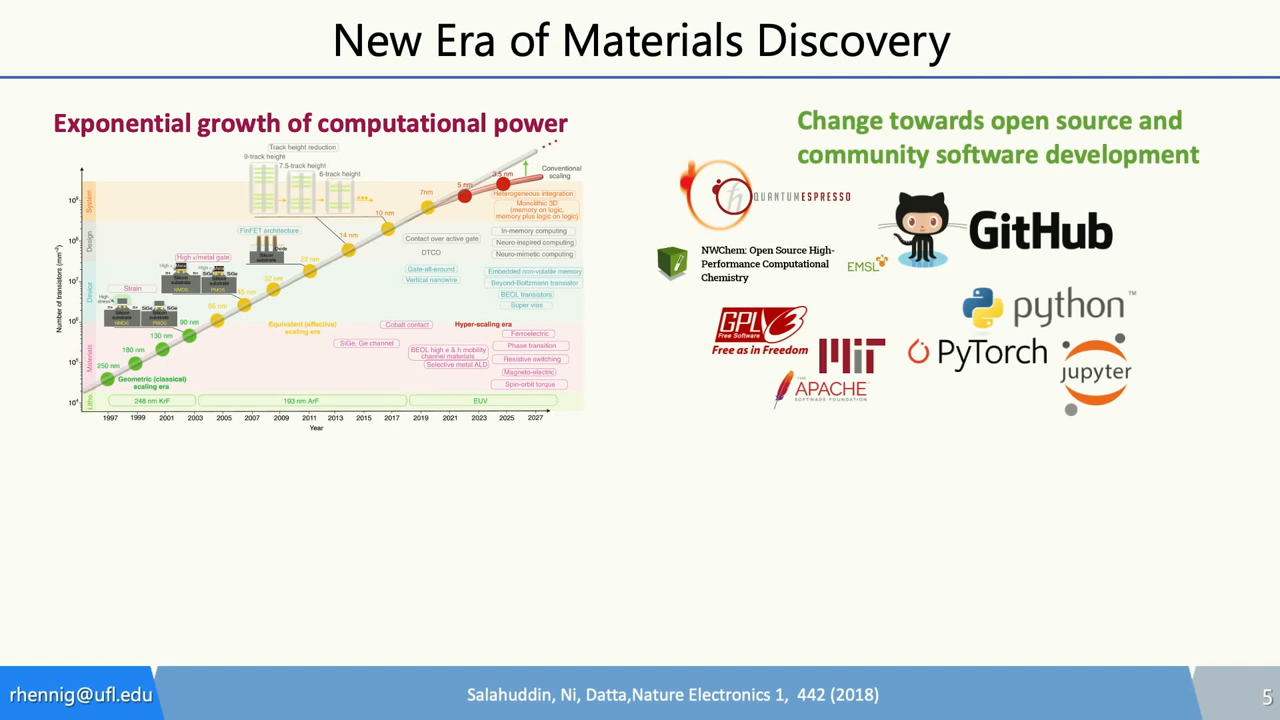 New Era of Materials Discovery
Exponential growth of computational power
Track height reduction
9-track height
7.5-track height
6-track height
Conventional
scaling
3.5 nm
5 nm
7nm
10 nm
14 nm
22 nm
32 nm
45 nm
65 nm
90 nm
130 nm
180 nm
250 nm
Heterogeneous integration
Monolithic 3D
(memory on logic,
memory plus logic on logic)
FinFET architecture
Contact over active gate
DTCO
In-memory computing
Neuro-inspired computing
Neuro-mimetic computing
High κ/metal gate
Gate-all-around
Vertical nanowire
Embedded non-volatile memory
Beyond-Boltzmann transistor
BEOL transistors
Super vias
Strain
Equivalent (effective)
scaling era
Cobalt contact
Hyper-scaling era
SiGe, Ge channel
BEOL high e & h mobility
channel materials
Selective metal ALD
Ferroelectric
Phase transition
Resistive switching
Magneto-electric
Spin-orbit torque
Geometric (classical)
scaling era
System
Design
Device
Materials
Litho
248 nm KrF
193 nm ArF
EUV
Number of transistors (mm⁻²)
1997 1999 2001 2003 2005 2007 2009 2011 2013 2015 2017 2019 2021 2023 2025 2027
Year
Change towards open source and
community software development
QUANTUMESPRESSO
GitHub
NWChem: Open Source High-
Performance Computational
Chemistry
EMSL
python™
GPLV3
Free Software
Free as in Freedom
MIT
PyTorch
jupyter
THE
APACHE
SOFTWARE FOUNDATION
rhennig@ufl.edu
Salahuddin, Ni, Datta,Nature Electronics 1, 442 (2018)
5